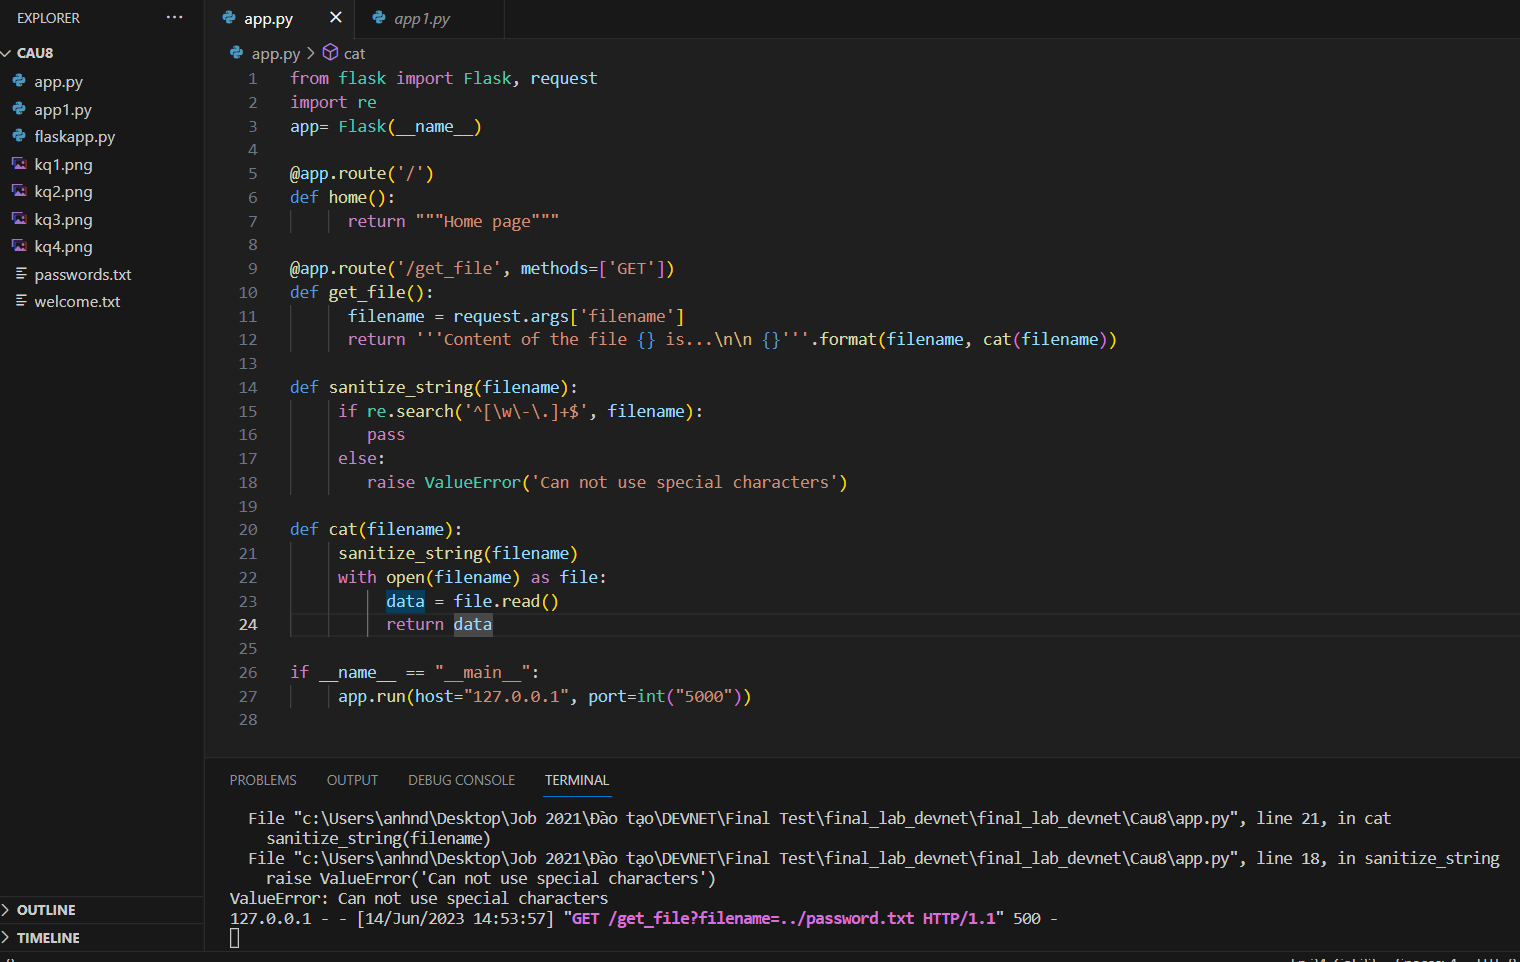 EXPLORER ...
CAU8
app.py
app1.py
flaskapp.py
kq1.png
kq2.png
kq3.png
kq4.png
passwords.txt
welcome.txt
OUTLINE
TIMELINE
app.py × app1.py
app.py > cat
1 from flask import Flask, request
2 import re
3 app= Flask(__name__)
4
5 @app.route('/')
6 def home():
7 return """Home page"""
8
9 @app.route('/get_file', methods=['GET'])
10 def get_file():
11 filename = request.args['filename']
12 return '''Content of the file {} is...\n\n {}'''.format(filename, cat(filename))
13
14 def sanitize_string(filename):
15 if re.search('^[\w\-\.]+$', filename):
16 pass
17 else:
18 raise ValueError('Can not use special characters')
19
20 def cat(filename):
21 sanitize_string(filename)
22 with open(filename) as file:
23 data = file.read()
24 return data
25
26 if __name__ == "__main__":
27 app.run(host="127.0.0.1", port=int("5000"))
28
PROBLEMS OUTPUT DEBUG CONSOLE TERMINAL
File "c:\Users\anhnd\Desktop\Job 2021\Đào tạo\DEVNET\Final Test\final_lab_devnet\final_lab_devnet\Cau8\app.py", line 21, in cat
sanitize_string(filename)
File "c:\Users\anhnd\Desktop\Job 2021\Đào tạo\DEVNET\Final Test\final_lab_devnet\final_lab_devnet\Cau8\app.py", line 18, in sanitize_string
raise ValueError('Can not use special characters')
ValueError: Can not use special characters
127.0.0.1 - - [14/Jun/2023 14:53:57] "GET /get_file?filename=../password.txt HTTP/1.1" 500 -